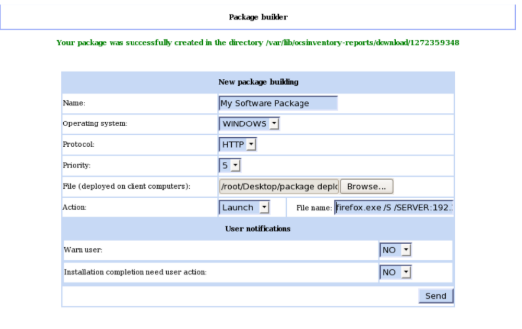 Package builder
Your package was successfully created in the directory /var/lib/ocsinventory-reports/download/1272359348
New package building
Name: My Software Package
Operating system: WINDOWS
Protocol: HTTP
Priority: 5
File (deployed on client computers): /root/Desktop/package deplo Browse...
Action: Launch File name: firefox.exe /S /SERVER:192.
User notifications
Warn user: NO
Installation completion need user action: NO
Send